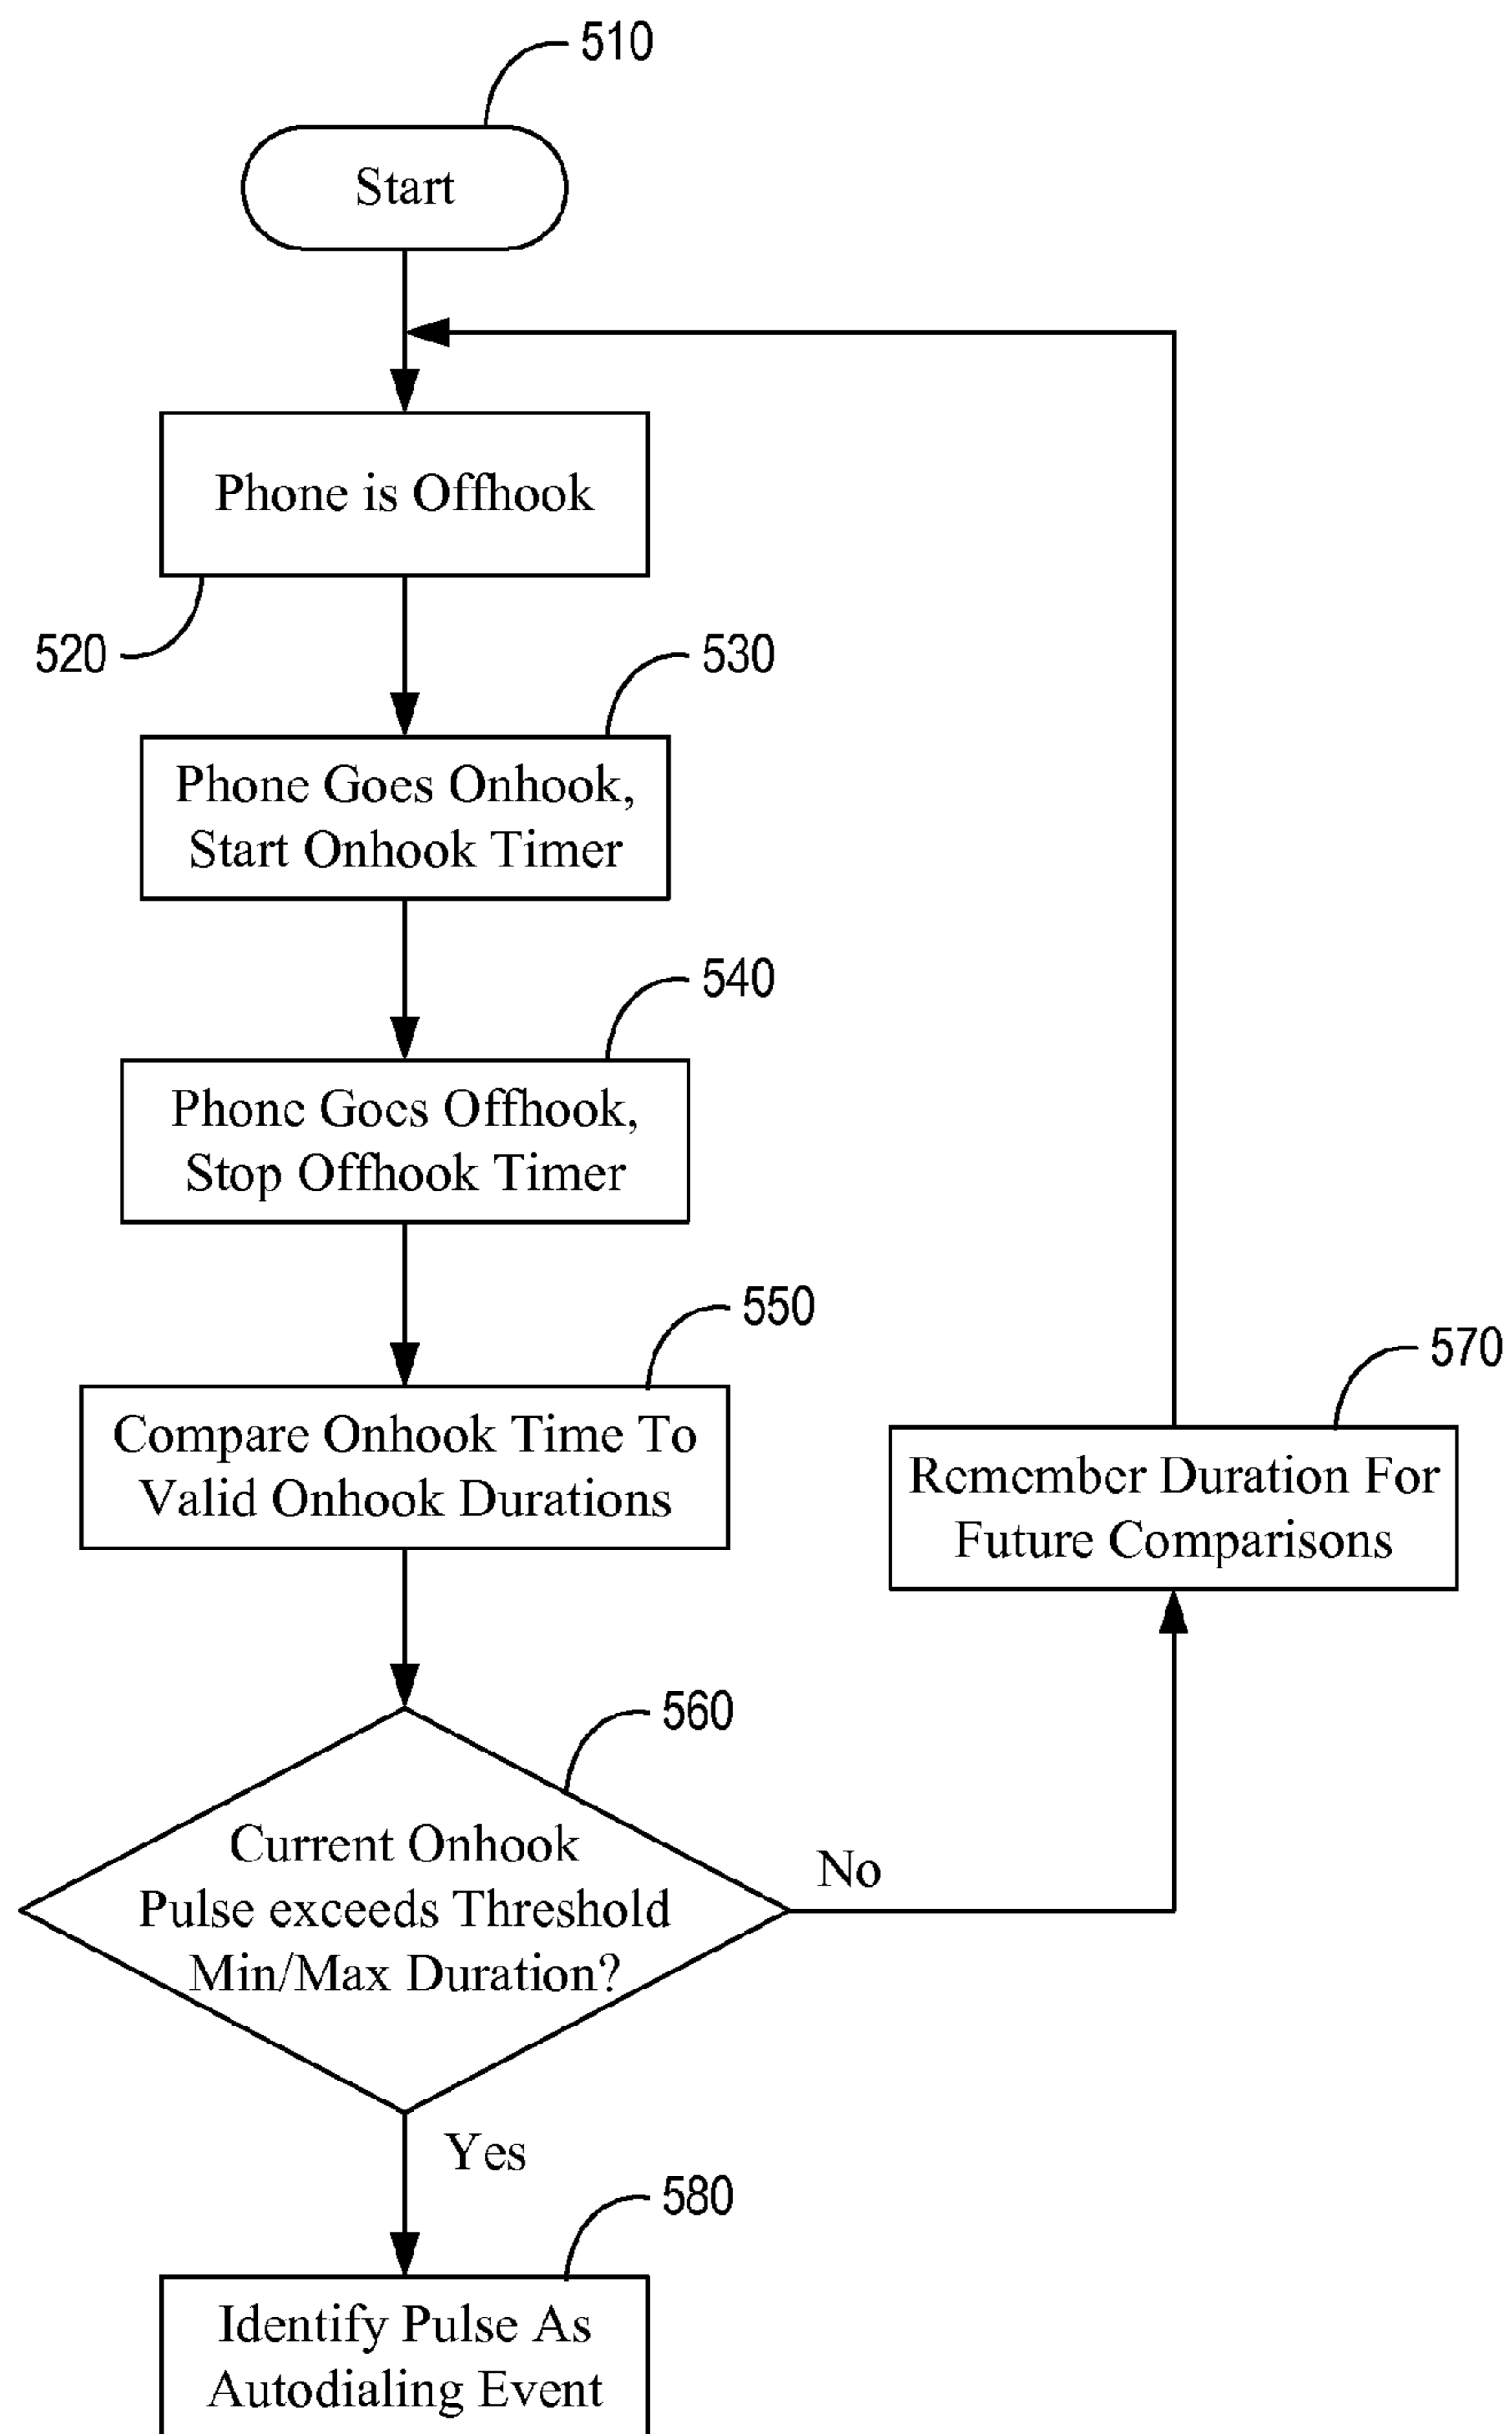 510
Start
Phone is Offhook
520
530
Phone Goes Onhook,
Start Onhook Timer
540
Phone Goes Offhook,
Stop Offhook Timer
550
Compare Onhook Time To
Valid Onhook Durations
570
Remember Duration For
Future Comparisons
560
Current Onhook
Pulse exceeds Threshold
Min/Max Duration?
No
Yes
580
Identify Pulse As
Autodialing Event